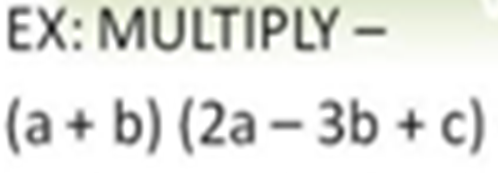 EX: MULTIPLY –
(a + b) (2a – 3b + c)